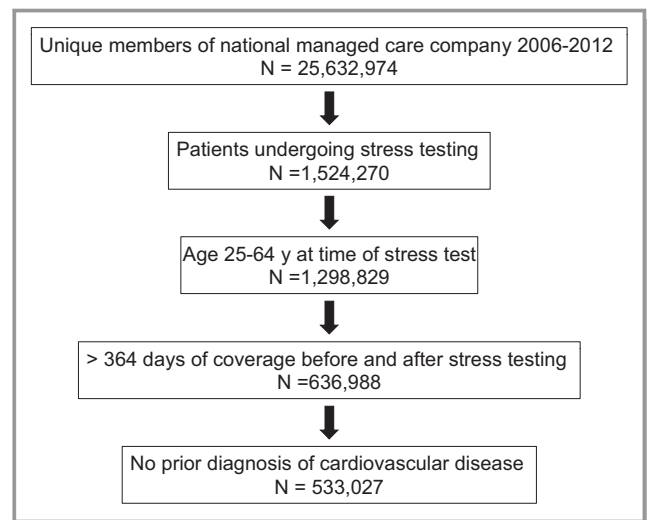 Unique members of national managed care company 2006-2012
N = 25,632,974
Patients undergoing stress testing
N =1,524,270
Age 25-64 y at time of stress test
N =1,298,829
> 364 days of coverage before and after stress testing
N =636,988
No prior diagnosis of cardiovascular disease
N = 533,027